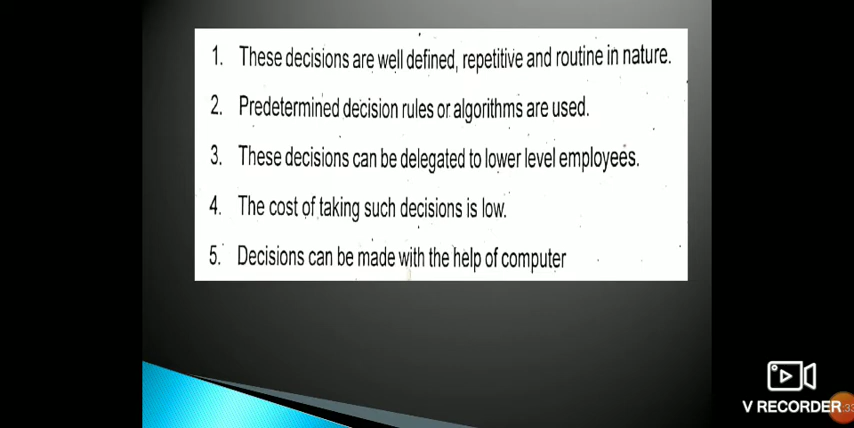 1. These decisions are well defined, repetitive and routine in nature.
2. Predetermined decision rules or algorithms are used.
3. These decisions can be delegated to lower level employees.
4. The cost of taking such decisions is low.
5. Decisions can be made with the help of computer
V RECORDER
:33